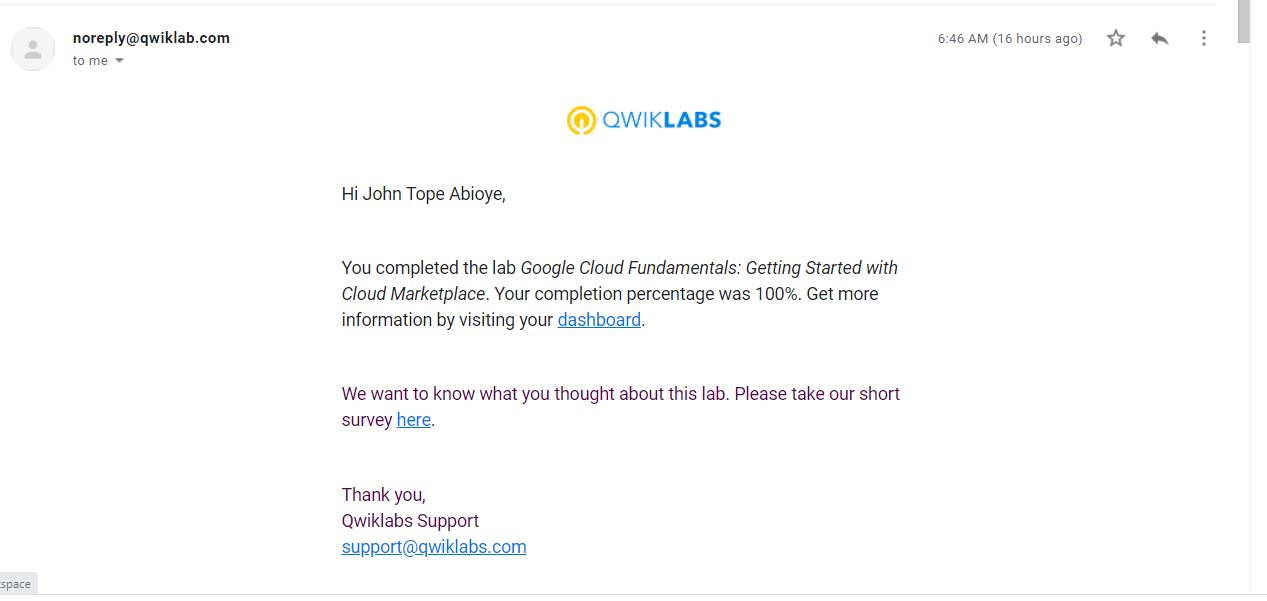 noreply@qwiklab.com
6:46 AM (16 hours ago)
to me
QWIKLABS
Hi John Tope Abioye,
You completed the lab Google Cloud Fundamentals: Getting Started with
Cloud Marketplace. Your completion percentage was 100%. Get more
information by visiting your dashboard.
We want to know what you thought about this lab. Please take our short
survey here.
Thank you,
Qwiklabs Support
support@qwiklabs.com
space